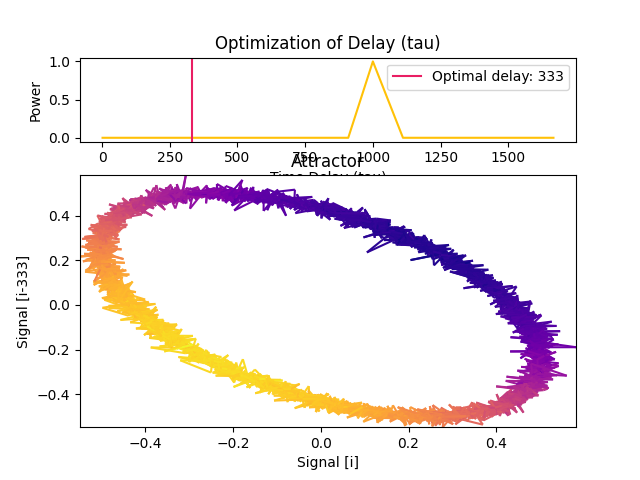 Optimization of Delay (tau)
1.0
0.5
0.0
Power
Optimal delay: 333
0 250 500 750 1000 1250 1500
Time Delay (tau)
Attractor
0.4
0.2
0.0
−0.2
−0.4
Signal [i-333]
−0.4 −0.2 0.0 0.2 0.4
Signal [i]